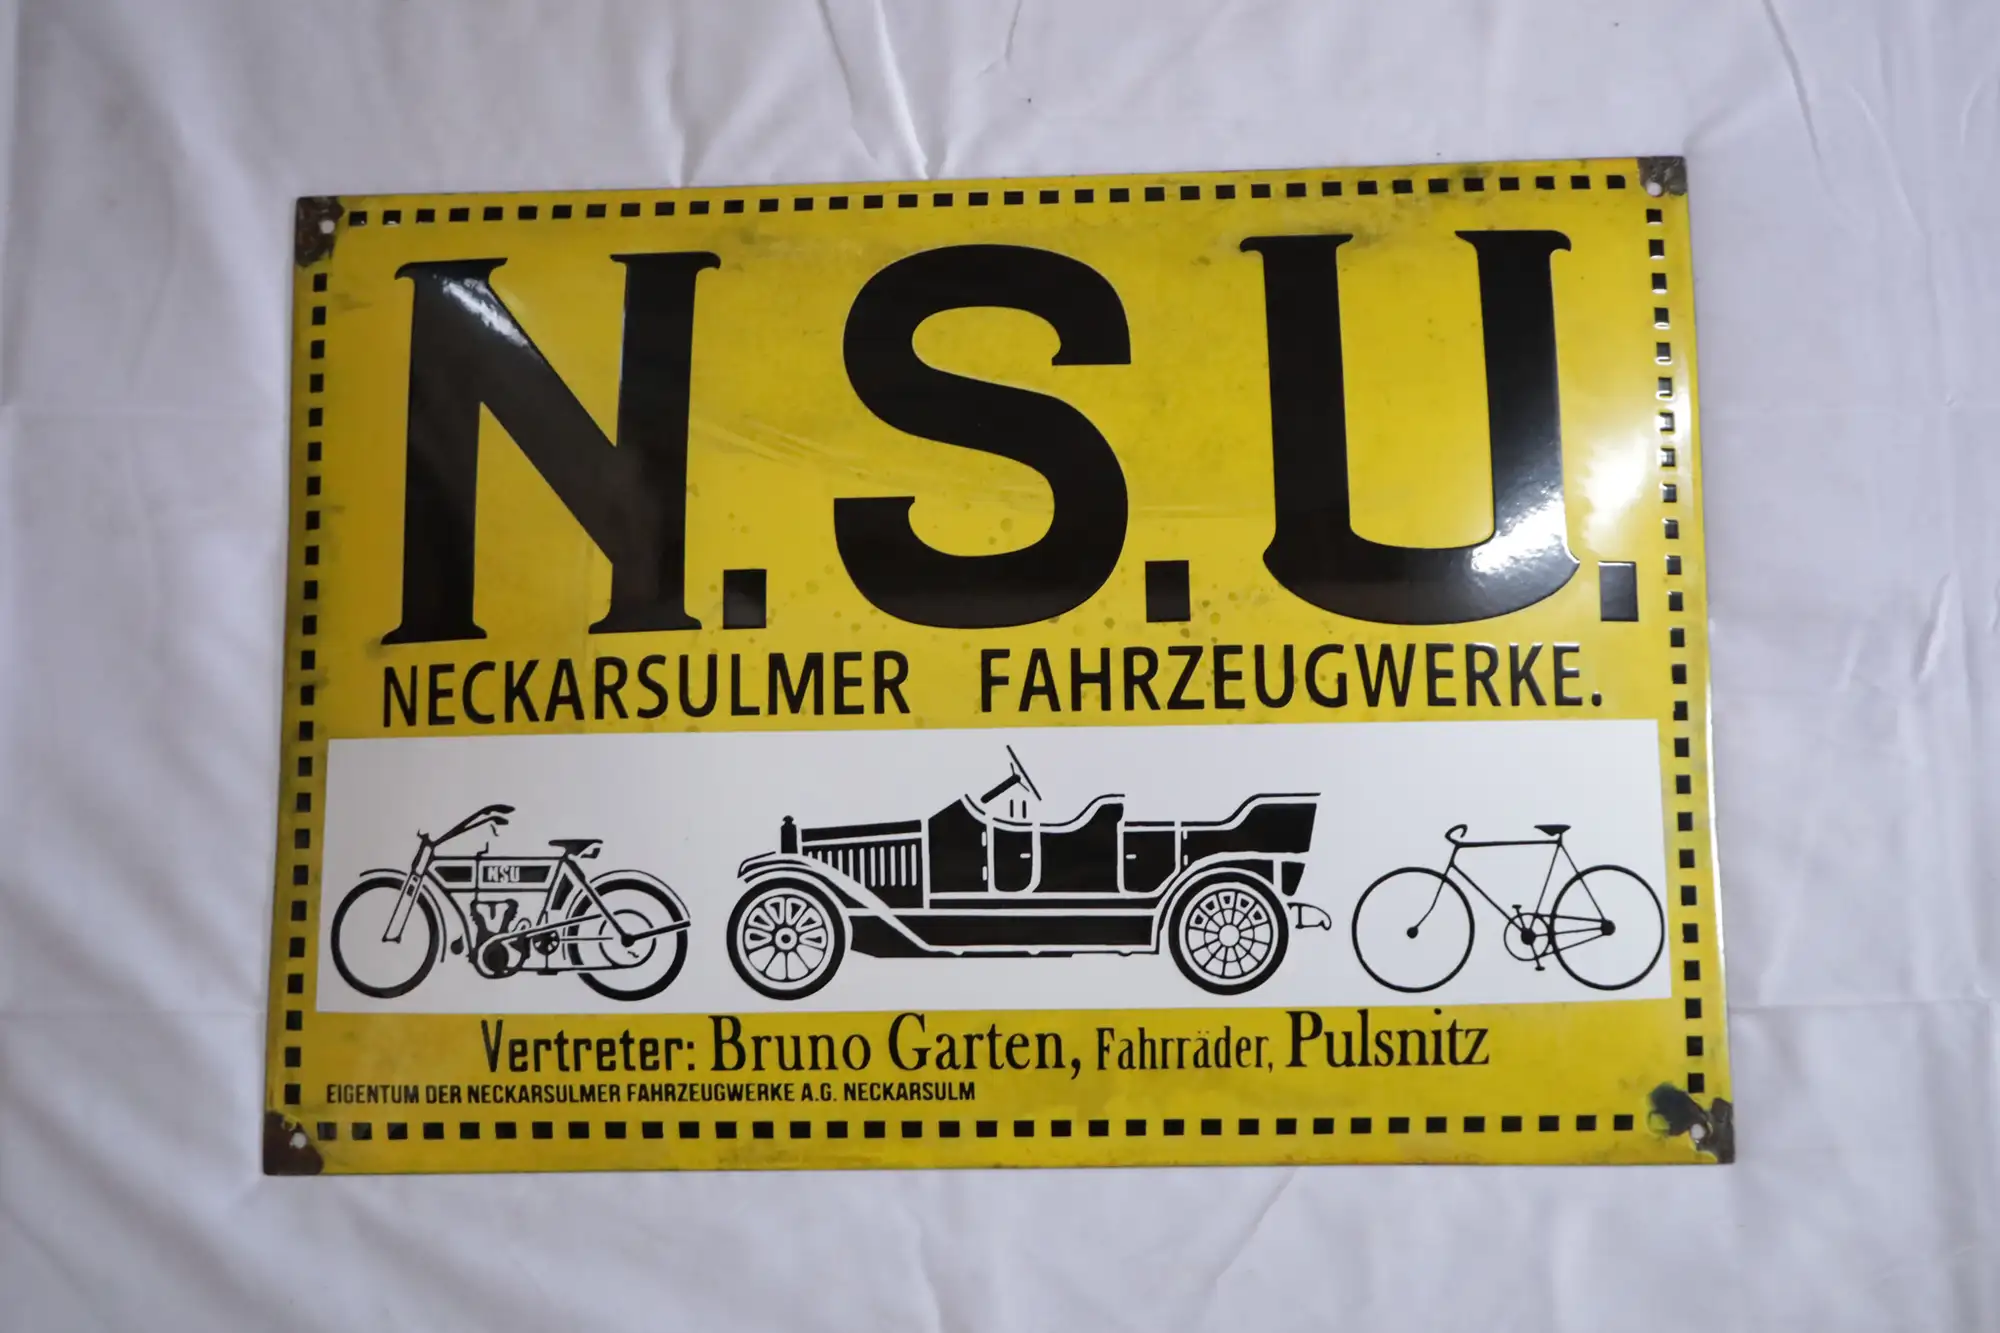 N.S.U.
NECKARSULMER FAHRZEUGWERKE.
NSU
Vertreter: Bruno Garten, Fahrräder, Pulsnitz
EIGENTUM DER NECKARSULMER FAHRZEUGWERKE A.G. NECKARSULM